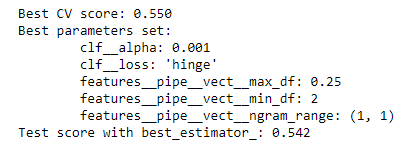 Best CV score: 0.550
Best parameters set:
clf__alpha: 0.001
clf__loss: 'hinge'
features__pipe__vect__max_df: 0.25
features__pipe__vect__min_df: 2
features__pipe__vect__ngram_range: (1, 1)
Test score with best_estimator_: 0.542